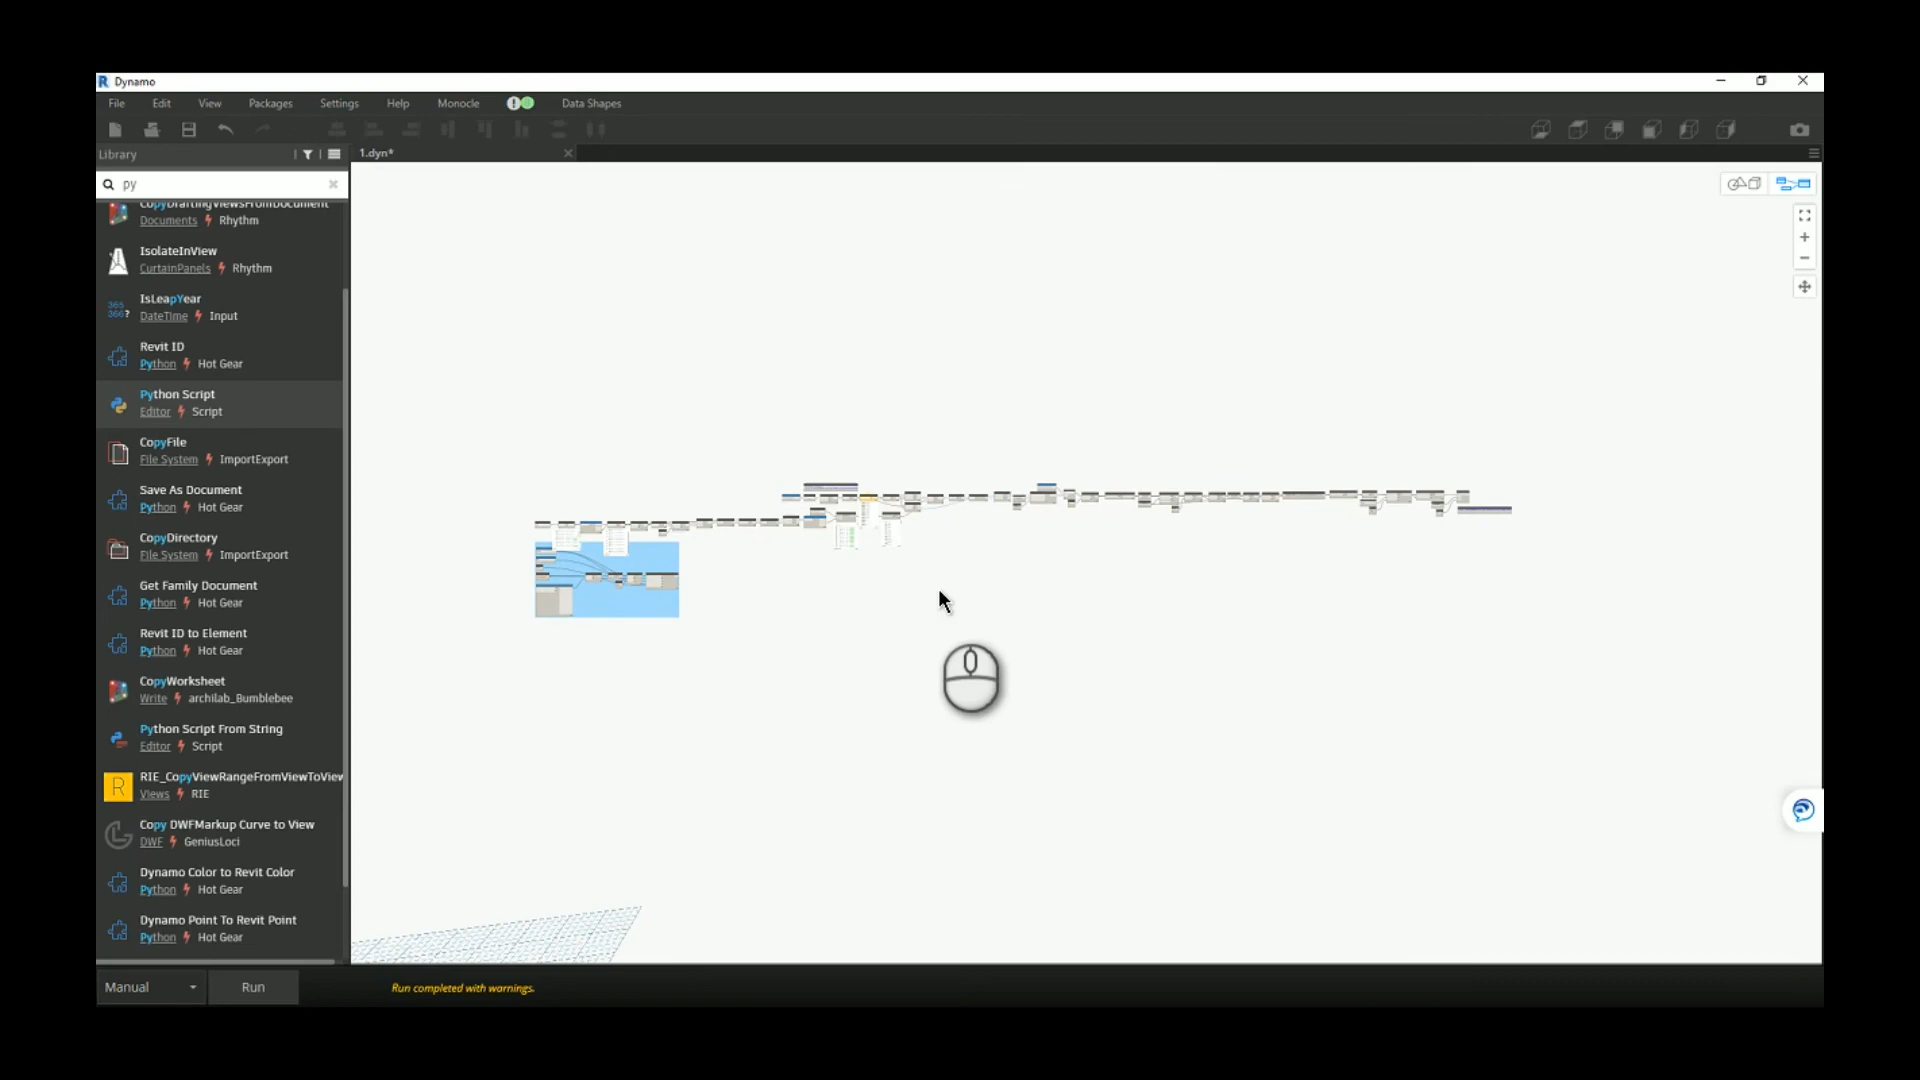 R Dynamo
File Edit View Packages Settings Help Monocle Data Shapes
Library
1.dyn*
py
CopyDraftingViewsFromDocument
Documents Rhythm
IsolateInView
CurtainPanels Rhythm
IsLeapYear
DateTime Input
365
366?
Revit ID
Python Hot Gear
Python Script
Editor Script
CopyFile
File System ImportExport
Save As Document
Python Hot Gear
CopyDirectory
File System ImportExport
Get Family Document
Python Hot Gear
Revit ID to Element
Python Hot Gear
CopyWorksheet
Write archilab_Bumblebee
Python Script From String
Editor Script
R
RIE_CopyViewRangeFromViewToView
Views RIE
Copy DWFMarkup Curve to View
DWF GeniusLoci
Dynamo Color to Revit Color
Python Hot Gear
Dynamo Point To Revit Point
Python Hot Gear
Manual Run Run completed with warnings.